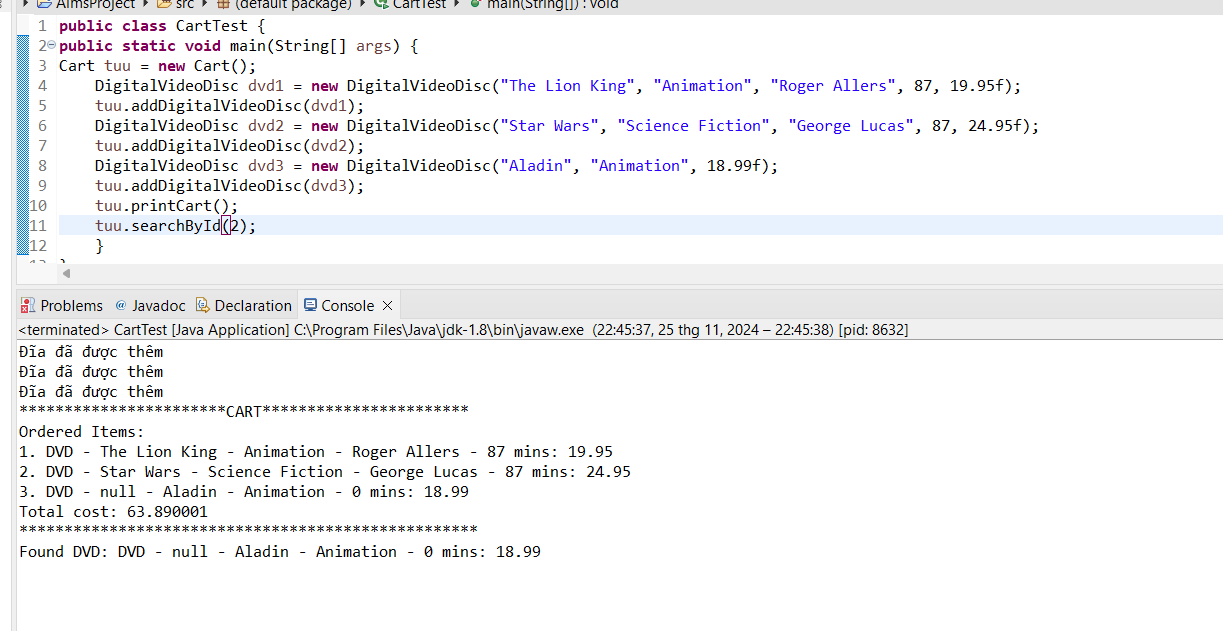 AimsProject src (default package) CartTest main(String[]) : void
1 public class CartTest {
2 public static void main(String[] args) {
3 Cart tuu = new Cart();
4 DigitalVideoDisc dvd1 = new DigitalVideoDisc("The Lion King", "Animation", "Roger Allers", 87, 19.95f);
5 tuu.addDigitalVideoDisc(dvd1);
6 DigitalVideoDisc dvd2 = new DigitalVideoDisc("Star Wars", "Science Fiction", "George Lucas", 87, 24.95f);
7 tuu.addDigitalVideoDisc(dvd2);
8 DigitalVideoDisc dvd3 = new DigitalVideoDisc("Aladin", "Animation", 18.99f);
9 tuu.addDigitalVideoDisc(dvd3);
10 tuu.printCart();
11 tuu.searchById(2);
12 }
Problems @ Javadoc Declaration Console
<terminated> CartTest [Java Application] C:\Program Files\Java\jdk-1.8\bin\javaw.exe (22:45:37, 25 thg 11, 2024 – 22:45:38) [pid: 8632]
Đĩa đã được thêm
Đĩa đã được thêm
Đĩa đã được thêm
***********************CART***********************
Ordered Items:
1. DVD - The Lion King - Animation - Roger Allers - 87 mins: 19.95
2. DVD - Star Wars - Science Fiction - George Lucas - 87 mins: 24.95
3. DVD - null - Aladin - Animation - 0 mins: 18.99
Total cost: 63.890001
***************************************************
Found DVD: DVD - null - Aladin - Animation - 0 mins: 18.99